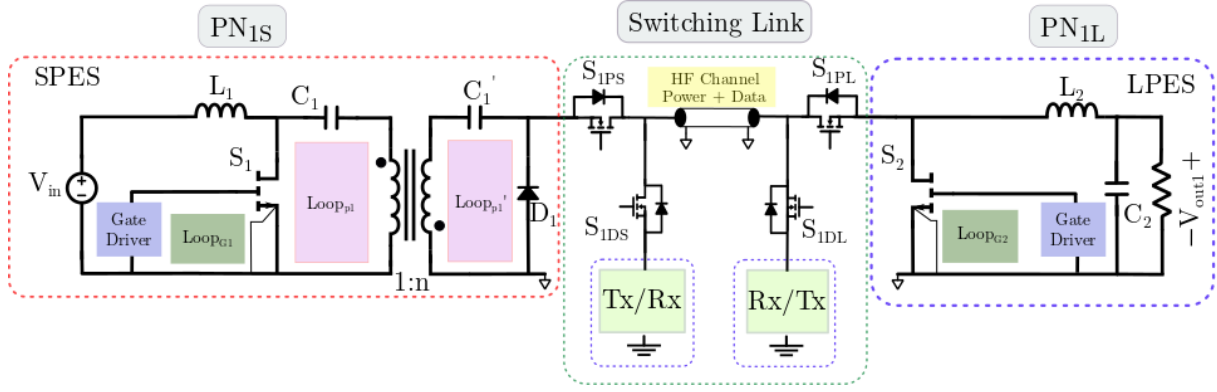 PN1S
Switching Link
PN1L
SPES
L1
C1
C1'
S1PS
HF Channel
Power + Data
S1PL
L2
LPES
Vin
+
−
S1
Gate
Driver
LoopG1
Loopp1
Loopp1'
D1
1:n
S1DS
S1DL
Tx/Rx
Rx/Tx
S2
LoopG2
Gate
Driver
C2
−Vout1+